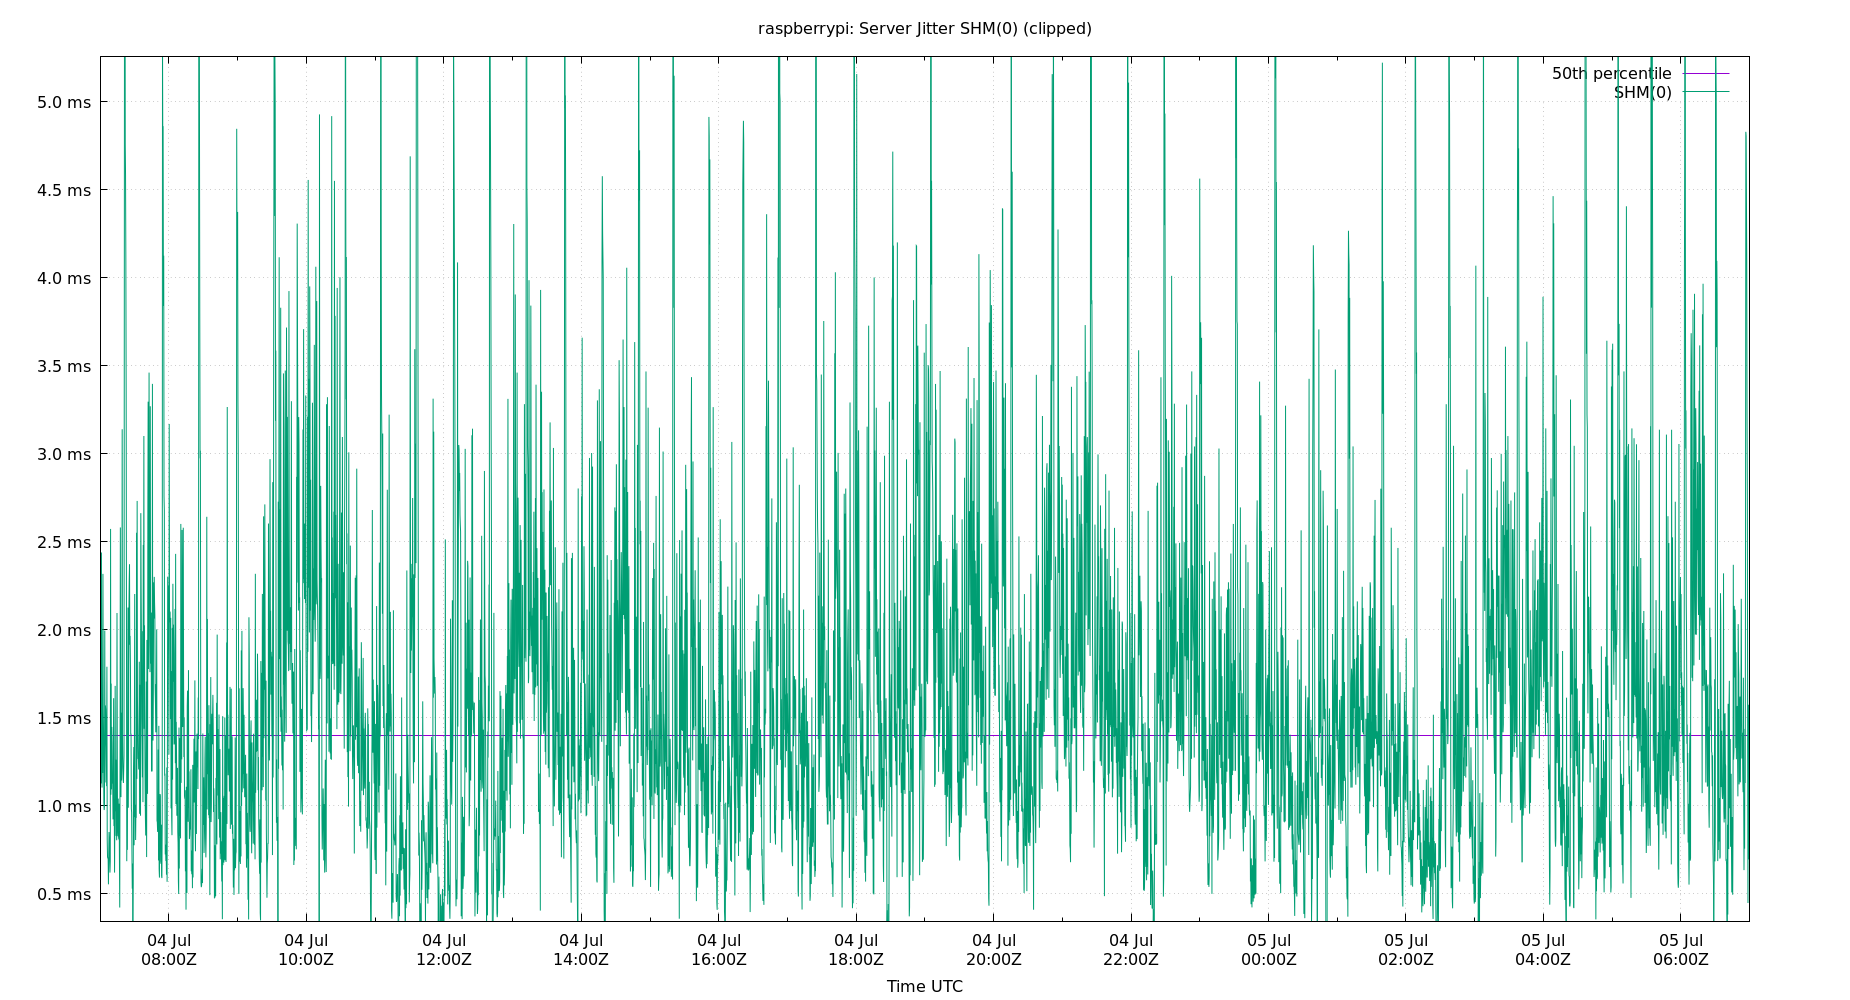 raspberrypi: Server Jitter SHM(0) (clipped)
50th percentile
SHM(0)
5.0 ms
4.5 ms
4.0 ms
3.5 ms
3.0 ms
2.5 ms
2.0 ms
1.5 ms
1.0 ms
0.5 ms
04 Jul 04 Jul 04 Jul 04 Jul 04 Jul 04 Jul 04 Jul 04 Jul 05 Jul 05 Jul 05 Jul 05 Jul
08:00Z 10:00Z 12:00Z 14:00Z 16:00Z 18:00Z 20:00Z 22:00Z 00:00Z 02:00Z 04:00Z 06:00Z
Time UTC